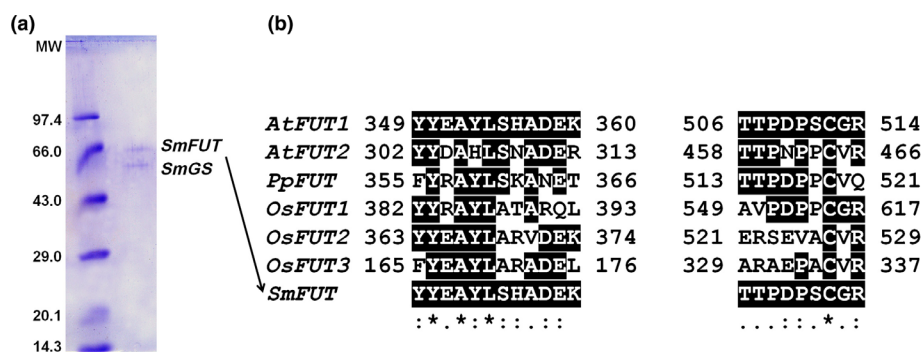 (a)
MW
97.4
66.0
43.0
29.0
20.1
14.3
SmFUT
SmGS
(b)
AtFUT1 349 YYEAYLSHADEK 360 506 TTPDPSCGR 514
AtFUT2 302 YYDAHLSNADER 313 458 TTPNPPCVR 466
PpFUT 355 FYRAYLSKANET 366 513 TTPDPPCVQ 521
OsFUT1 382 YYRAYLATARQL 393 549 AVPDPPCGR 617
OsFUT2 363 YYEAYLARVDEK 374 521 ERSEVACVR 529
OsFUT3 165 FYEAYLARADEL 176 329 ARAEPACVR 337
SmFUT YYEAYLSHADEK TTPDPSCGR
:*.*:*::.:: ...::.*.: